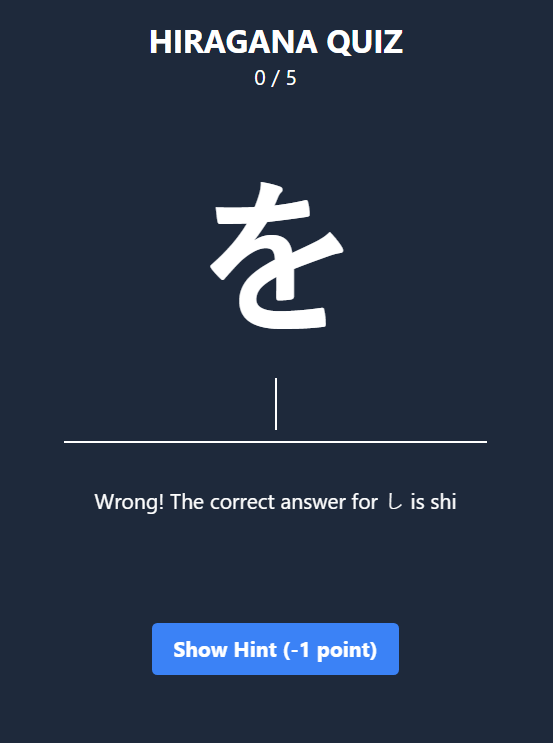 HIRAGANA QUIZ
0 / 5
を
Wrong! The correct answer for し is shi
Show Hint (-1 point)